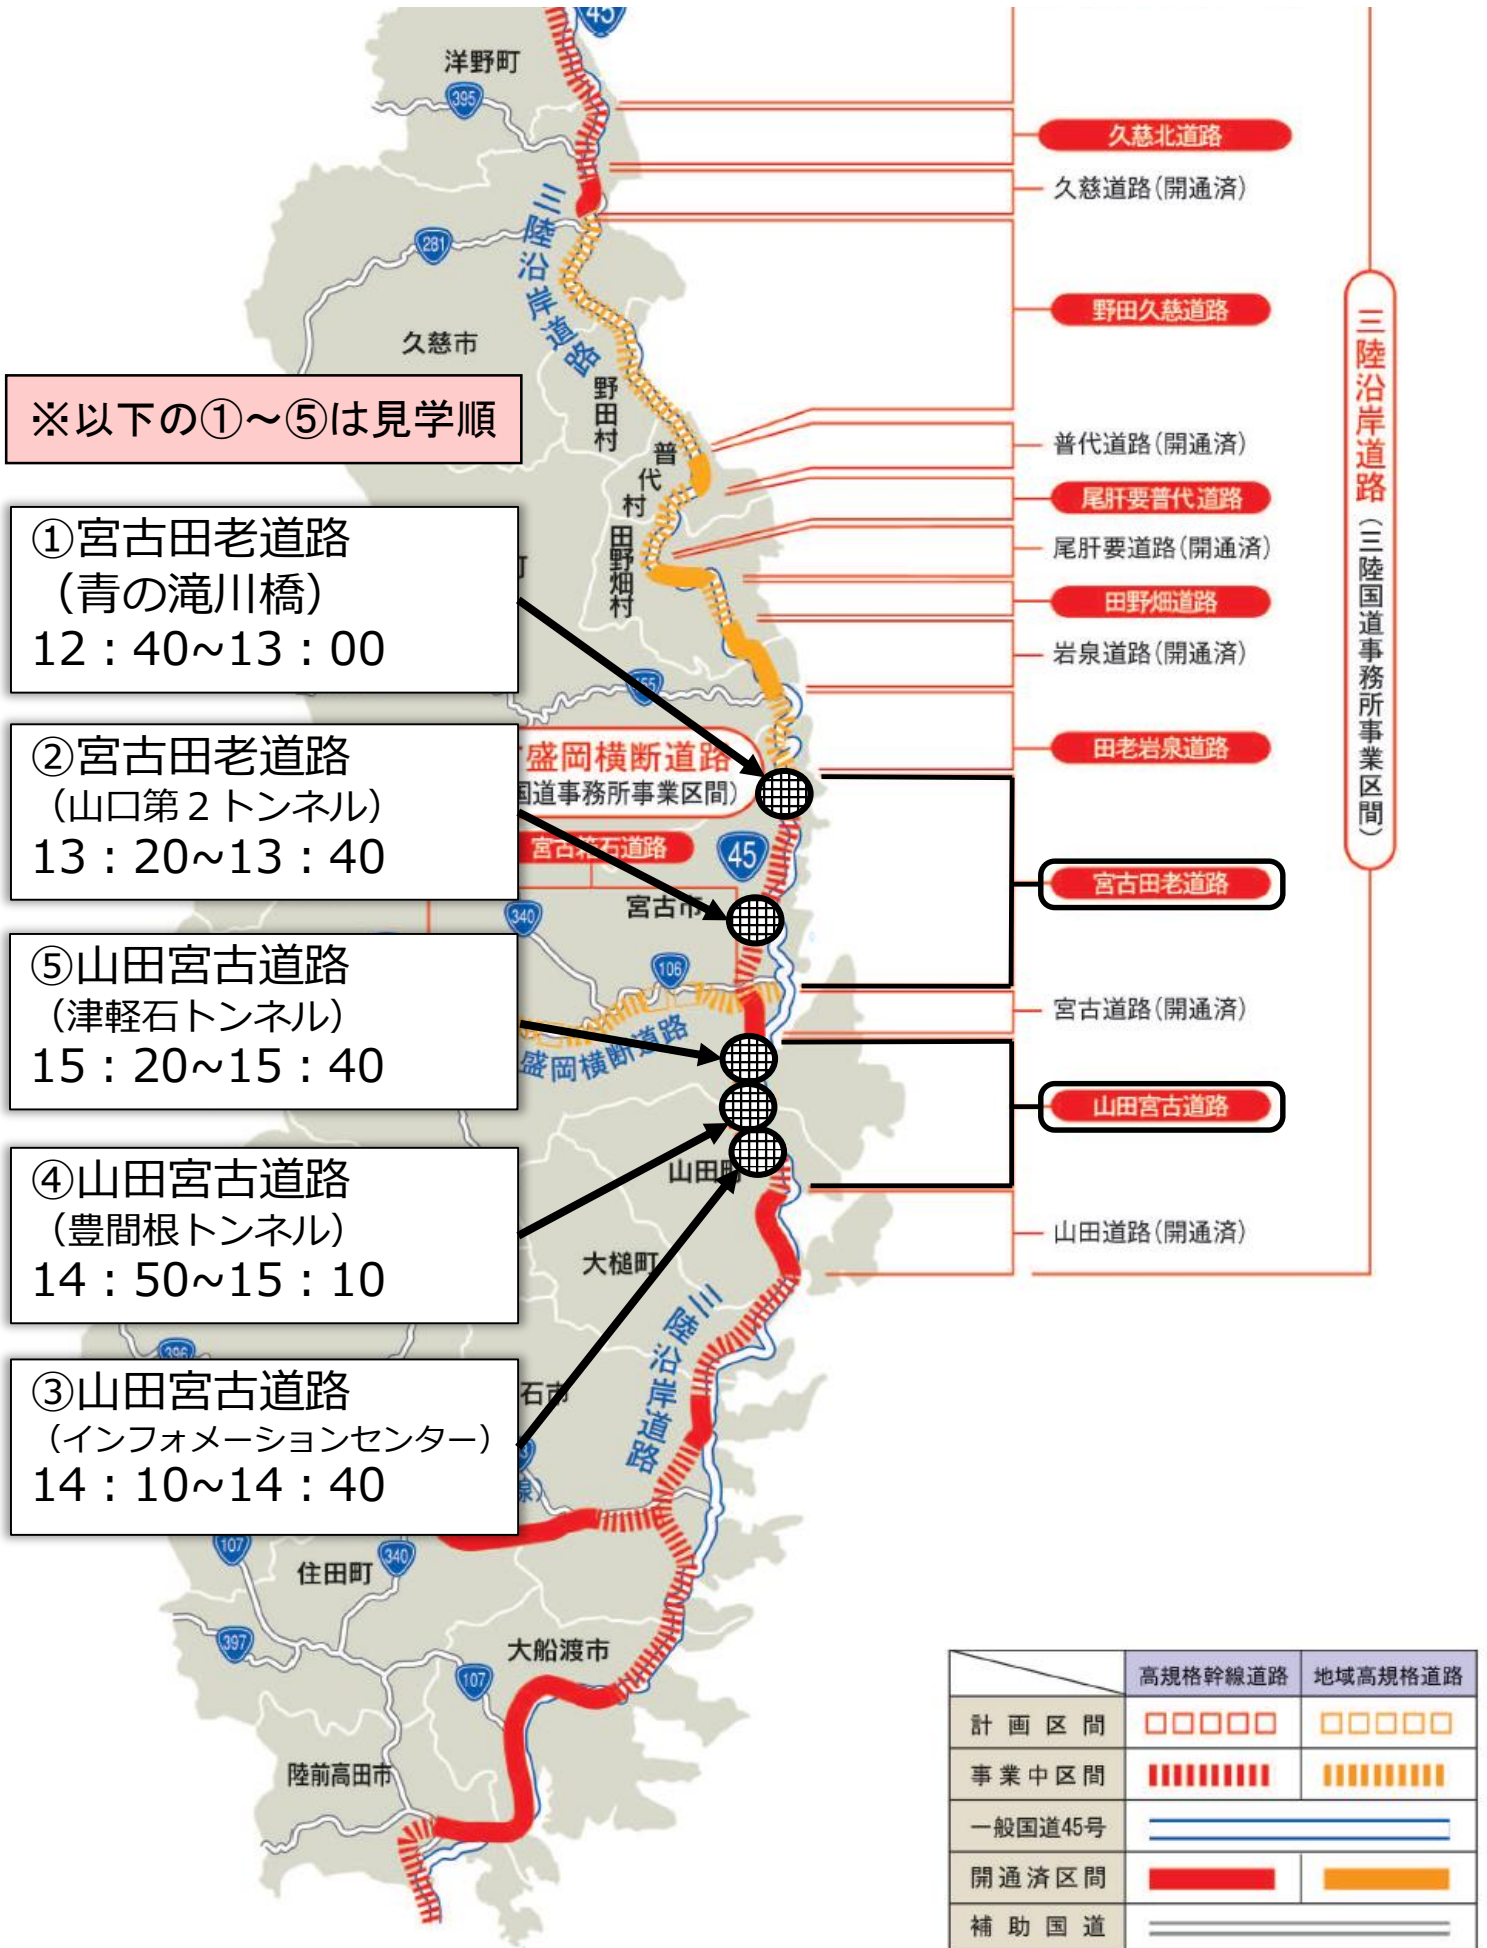 45
洋野町
395
久慈北道路
久慈道路(開通済)
三陸沿岸道路
281
野田久慈道路
久慈市
三陸沿岸道路(三陸国道事務所事業区間)
野田村
※以下の①～⑤は見学順
普代村
普代道路(開通済)
尾肝要普代道路
①宮古田老道路
(青の滝川橋)
12：40~13：00
田野畑村
尾肝要道路(開通済)
田野畑道路
岩泉道路(開通済)
②宮古田老道路
(山口第２トンネル)
13：20~13：40
盛岡横断道路
国道事務所事業区間)
田老岩泉道路
宮古箱石道路
45
宮古田老道路
宮古市
340
⑤山田宮古道路
(津軽石トンネル)
15：20~15：40
106
宮古道路(開通済)
盛岡横断道路
山田宮古道路
④山田宮古道路
(豊間根トンネル)
14：50~15：10
山田町
山田道路(開通済)
大槌町
三陸沿岸道路
396
③山田宮古道路
(インフォメーションセンター)
14：10~14：40
石市
線)
107
340
住田町
397
大船渡市
107
陸前高田市
高規格幹線道路 地域高規格道路
計画区間
事業中区間
一般国道45号
開通済区間
補助国道